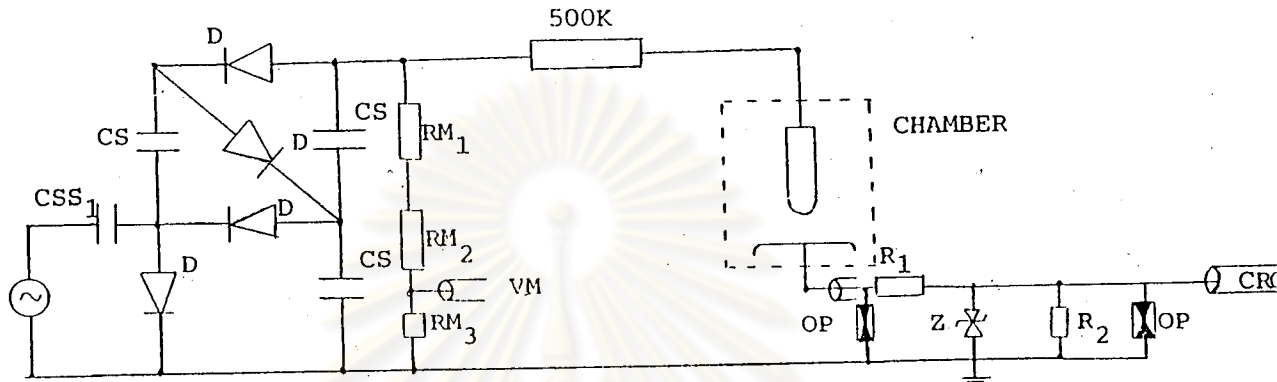 500K
D
CS
CS
D
RM1
CHAMBER
CSS1
D
D
CS
RM2
VM
RM3
R1
OP
Z
R2
OP
CRO